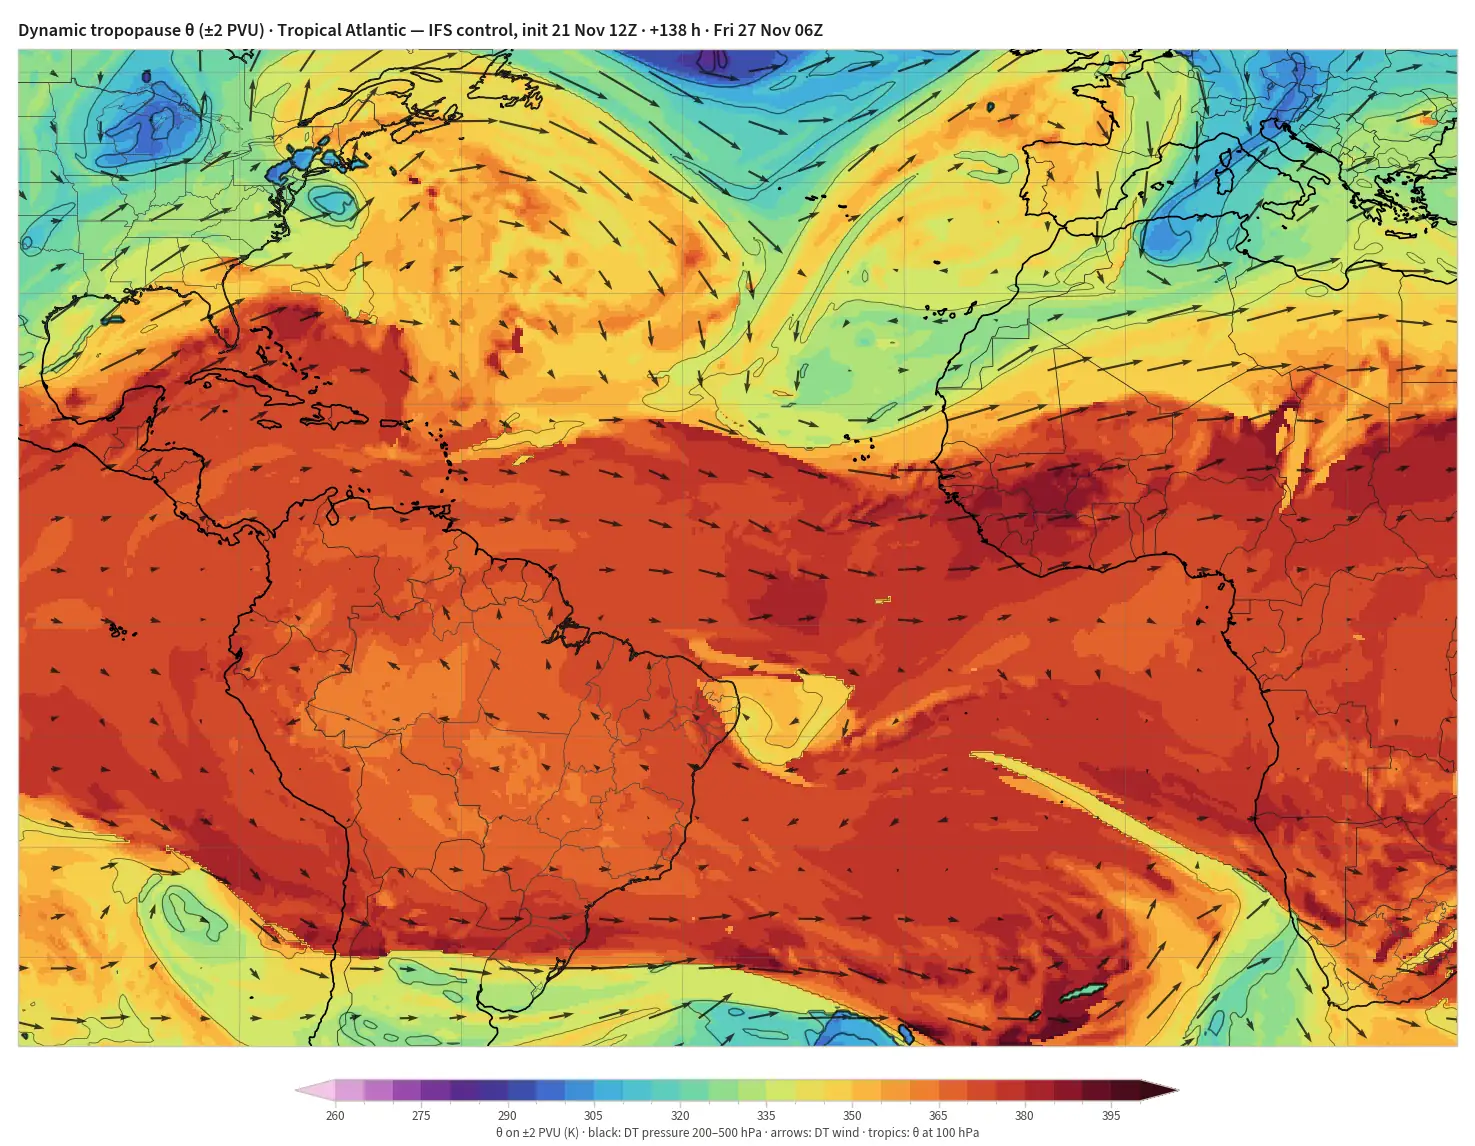 Dynamic tropopause θ (±2 PVU) · Tropical Atlantic — IFS control, init 21 Nov 12Z · +138 h · Fri 27 Nov 06Z
260 275 290 305 320 335 350 365 380 395
θ on ±2 PVU (K) · black: DT pressure 200–500 hPa · arrows: DT wind · tropics: θ at 100 hPa